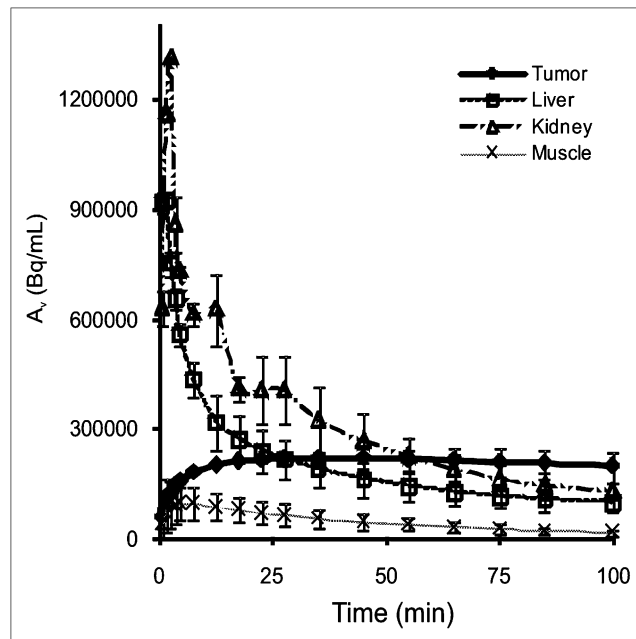 1200000
900000
600000
300000
0
Av (Bq/mL)
Tumor
Liver
Kidney
Muscle
0 25 50 75 100
Time (min)